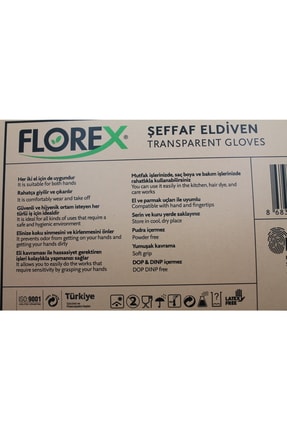 FLOREX®
ŞEFFAF ELDİVEN
TRANSPARENT GLOVES
Her iki el için de uygundur
It is suitable for both hands
Rahatça giyilir ve çıkarılır
It is comfortably wear and take off
Güvenli ve hijyenik ortam isteyen her
türlü iş için idealdir
It is ideal for all kinds of uses that require a
safe and hygienic environment
Elinize koku sinmesini ve kirlenmesini önler
It prevents odor from getting on your hands and
getting your hands dirty
Eli kavraması ile hassasiyet gerektiren
işleri kolaylıkla yapmanızı sağlar
It allows you to easily do the works that
require sensitivity by grasping your hands
Mutfak işlerinizde, saç boya ve bakım işlerinizde
rahatlıkla kullanabilirsiniz
You can use it easily in the kitchen, hair dye, and
care works
El ve parmak uçları ile uyumlu
Compatible with hand and fingertips
Serin ve kuru yerde saklayınız
Store in cool, dry place
Pudra içermez
Powder free
Yumuşak kavrama
Soft grip
DOP & DINP içermez
DOP DINP free
8 683
ISO 9001
Türkiye
2
LATEX
FREE